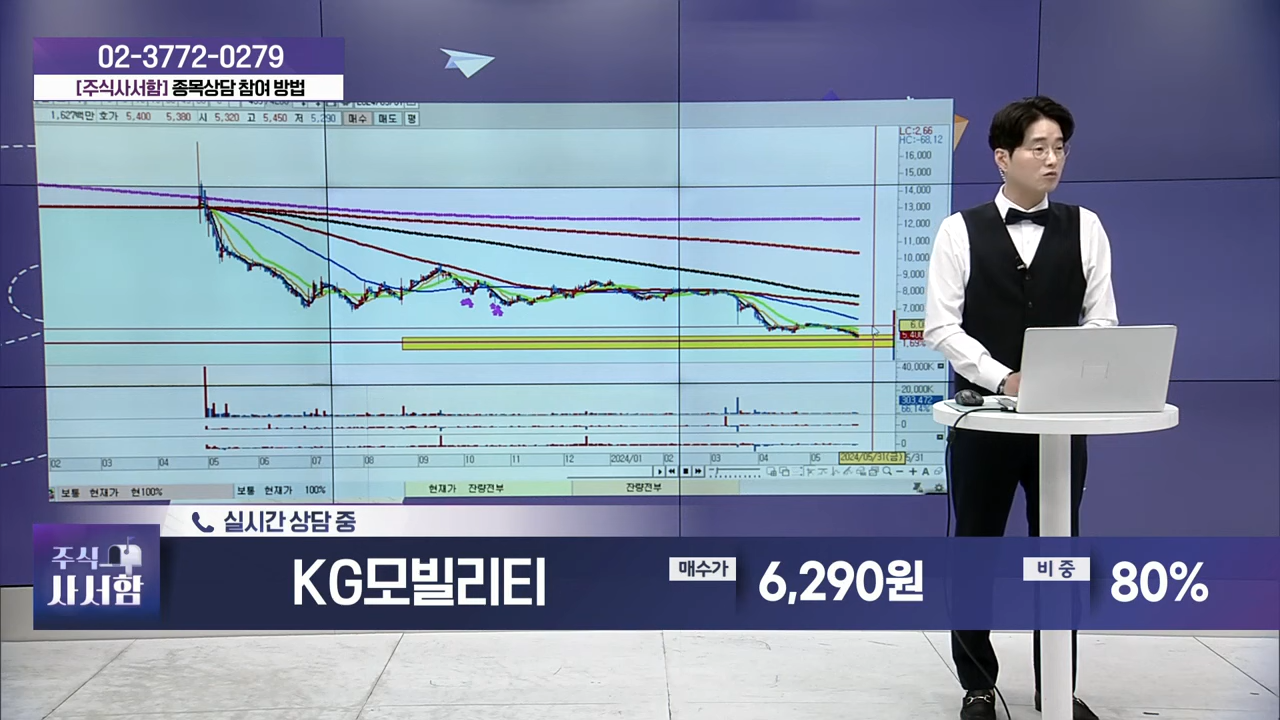 02-3772-0279
[주식사서함] 종목상담 참여 방법
1,627백만 호가 5,400 5,380 시 5,320 고 5,450 저 5,290 매수 매도 평
LC:2.66
HC:-68.12
16,000
15,000
14,000
13,000
12,000
11,000
10,000
9,000
8,000
7,000
1.69%
40,000K
20,000K
303,472
66.14%
0
0
02 03 04 05 06 07 08 09 10 11 12 2024/01 02 03 04 05 2024/05/31(금) 5/31
보통 현재가 현100% 보통 현재가 100% 현재가 잔량전부 잔량전부
실시간 상담 중
주식
사서함
KG모빌리티 매수가 6,290원 비중 80%